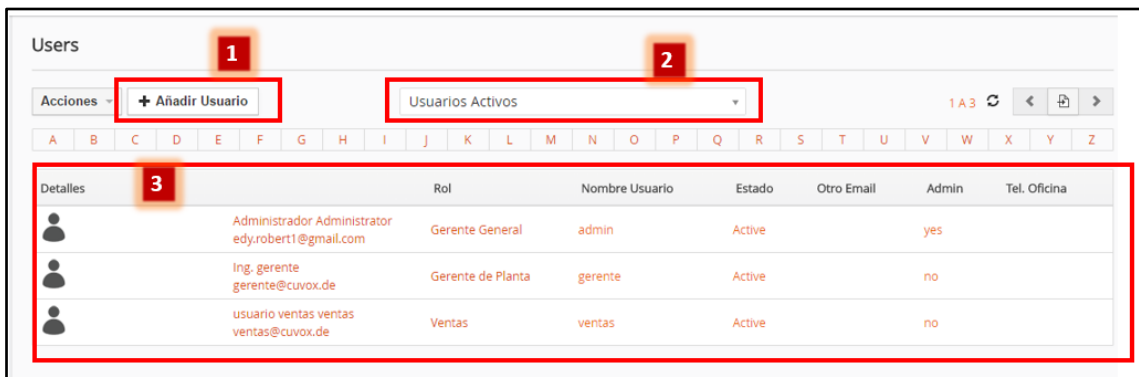 Users
1
2
Acciones
+ Añadir Usuario
Usuarios Activos
1 A 3
A B C D E F G H I J K L M N O P Q R S T U V W X Y Z
3
Detalles Rol Nombre Usuario Estado Otro Email Admin Tel. Oficina
Administrador Administrator
edy.robert1@gmail.com
Gerente General admin Active yes
Ing. gerente
gerente@cuvox.de
Gerente de Planta gerente Active no
usuario ventas ventas
ventas@cuvox.de
Ventas ventas Active no